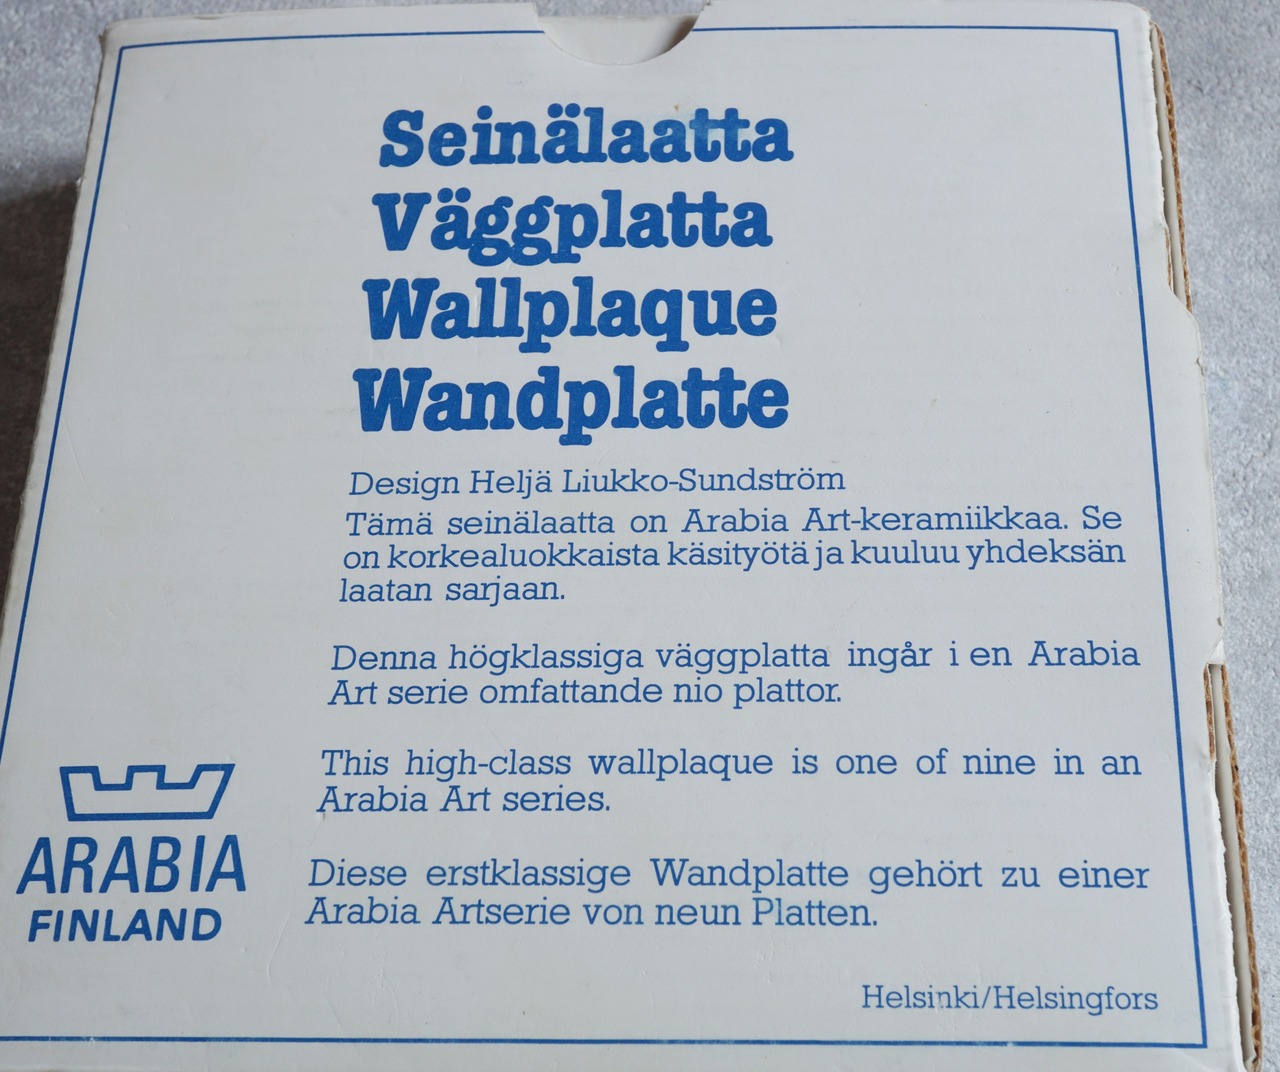 Seinälaatta
Väggplatta
Wallplaque
Wandplatte
Design Heljä Liukko-Sundström
Tämä seinälaatta on Arabia Art-keramiikkaa. Se
on korkealuokkaista käsityötä ja kuuluu yhdeksän
laatan sarjaan.
Denna högklassiga väggplatta ingår i en Arabia
Art serie omfattande nio plattor.
This high-class wallplaque is one of nine in an
Arabia Art series.
Diese erstklassige Wandplatte gehört zu einer
Arabia Artserie von neun Platten.
ARABIA
FINLAND
Helsinki/Helsingfors